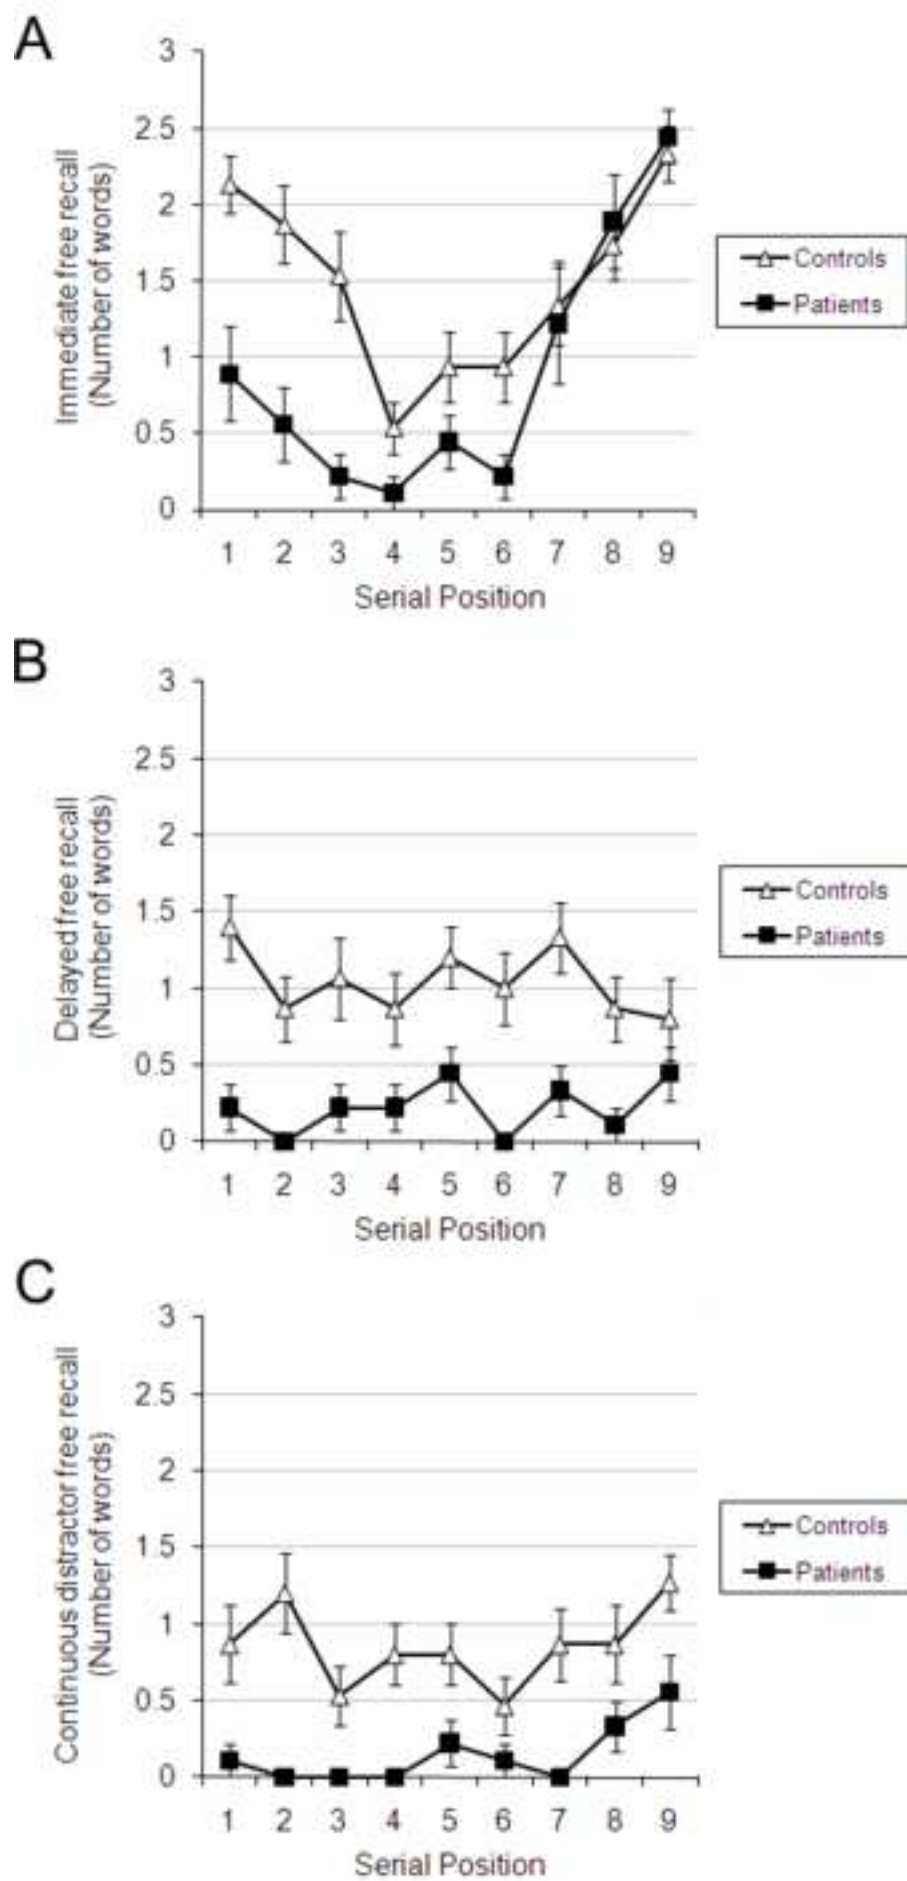 A
Immediate free recall
(Number of words)
3
2.5
2
1.5
1
0.5
0
1 2 3 4 5 6 7 8 9
Serial Position
Controls
Patients
B
Delayed free recall
(Number of words)
3
2.5
2
1.5
1
0.5
0
1 2 3 4 5 6 7 8 9
Serial Position
Controls
Patients
C
Continuous distractor free recall
(Number of words)
3
2.5
2
1.5
1
0.5
0
1 2 3 4 5 6 7 8 9
Serial Position
Controls
Patients